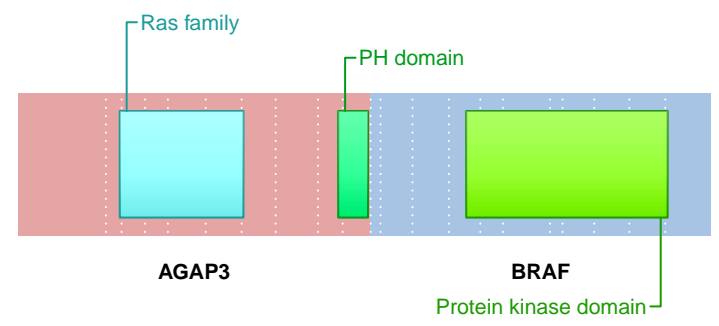 Ras family
PH domain
AGAP3
BRAF
Protein kinase domain